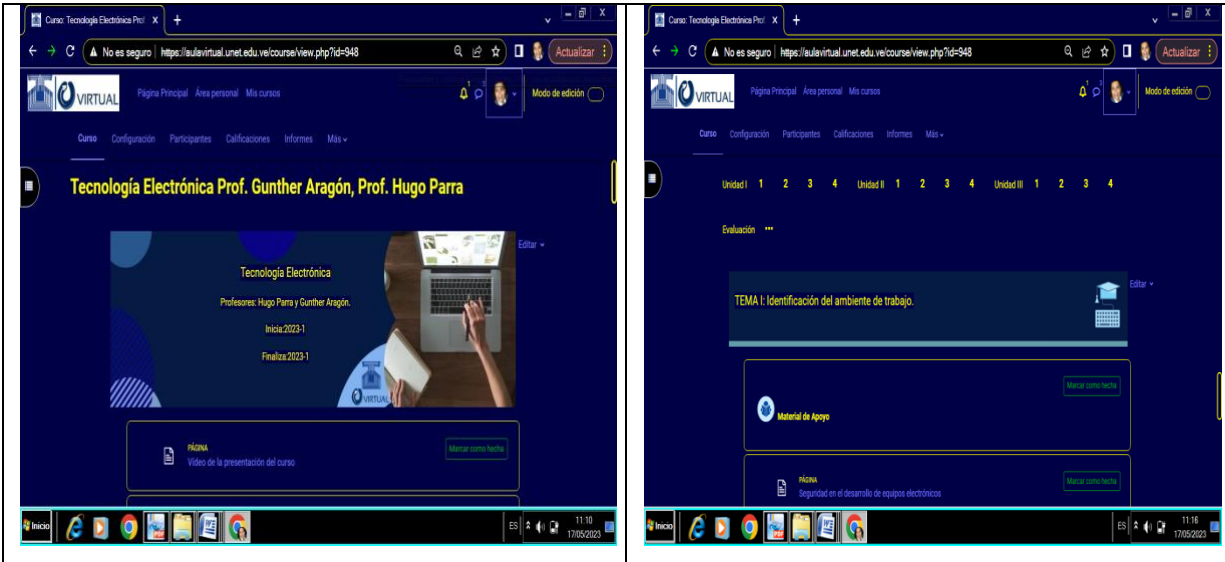 Curso: Tecnología Electrónica Prof. X +
No es seguro | https://aulavirtual.unet.edu.ve/course/view.php?id=948 Actualizar
VIRTUAL Página Principal Área personal Mis cursos 1 Modo de edición
Curso Configuración Participantes Calificaciones Informes Más
Tecnología Electrónica Prof. Gunther Aragón, Prof. Hugo Parra
Editar
Tecnología Electrónica
Profesores: Hugo Parra y Gunther Aragón.
Inicia:2023-1
Finaliza:2023-1
VIRTUAL
PÁGINA
Video de la presentación del curso
Marcar como hecha
Inicio ES 11:10
17/05/2023
Curso: Tecnología Electrónica Prof. X +
No es seguro | https://aulavirtual.unet.edu.ve/course/view.php?id=948 Actualizar
VIRTUAL Página Principal Área personal Mis cursos 1 Modo de edición
Curso Configuración Participantes Calificaciones Informes Más
Unidad I 1 2 3 4 Unidad II 1 2 3 4 Unidad III 1 2 3 4
Evaluación •••
Editar
TEMA I: Identificación del ambiente de trabajo.
Marcar como hecha
Material de Apoyo
PÁGINA
Seguridad en el desarrollo de equipos electrónicos
Marcar como hecha
Inicio ES 11:16
17/05/2023